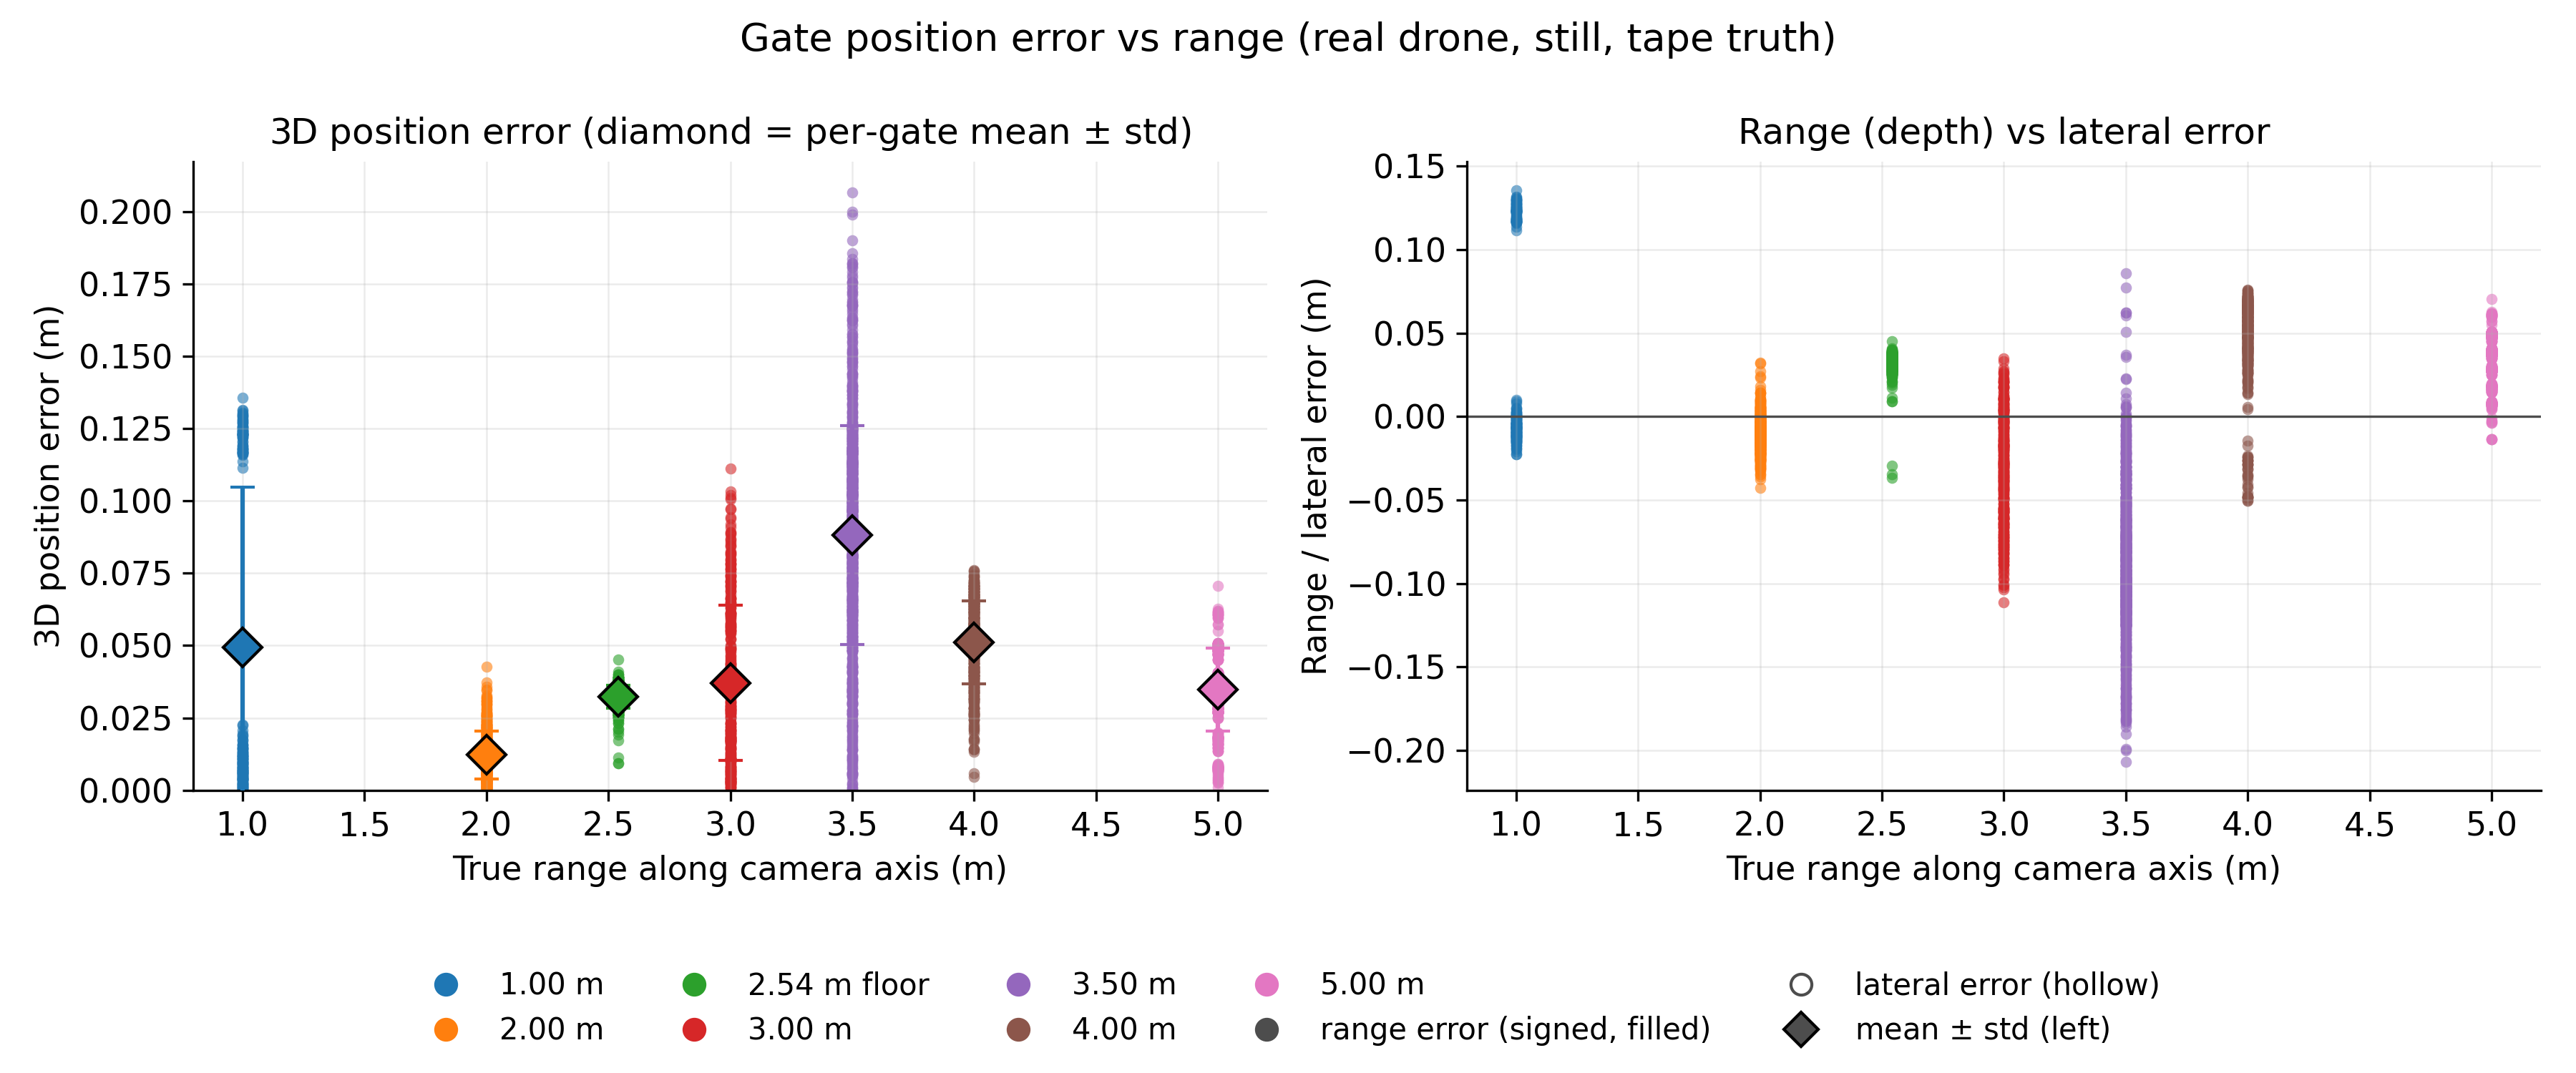 Gate position error vs range (real drone, still, tape truth)
3D position error (diamond = per-gate mean ± std)
3D position error (m)
0.200
0.175
0.150
0.125
0.100
0.075
0.050
0.025
0.000
1.0 1.5 2.0 2.5 3.0 3.5 4.0 4.5 5.0
True range along camera axis (m)
Range (depth) vs lateral error
Range / lateral error (m)
0.15
0.10
0.05
0.00
−0.05
−0.10
−0.15
−0.20
1.0 1.5 2.0 2.5 3.0 3.5 4.0 4.5 5.0
True range along camera axis (m)
1.00 m
2.00 m
2.54 m floor
3.00 m
3.50 m
4.00 m
5.00 m
range error (signed, filled)
lateral error (hollow)
mean ± std (left)